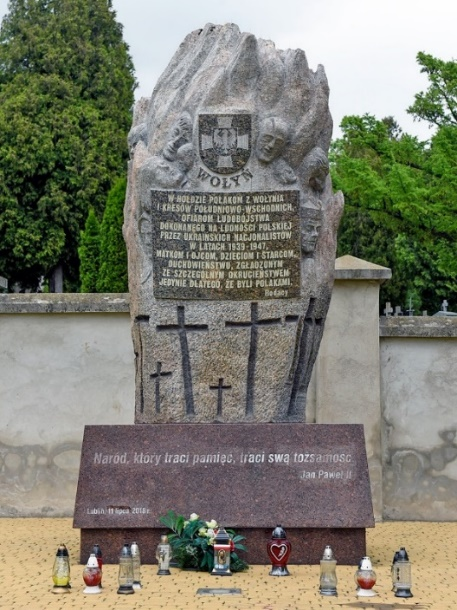 WOŁYŃ
W HOŁDZIE POLAKOM Z WOŁYNIA
I KRESÓW POŁUDNIOWO-WSCHODNICH,
OFIAROM LUDOBÓJSTWA
DOKONANEGO NA LUDNOŚCI POLSKIEJ
PRZEZ UKRAIŃSKICH NACJONALISTÓW
W LATACH 1939-1947,
MATKOM I OJCOM, DZIECIOM I STARCOM,
DUCHOWIEŃSTWU, ZGŁADZONYM
ZE SZCZEGÓLNYM OKRUCIEŃSTWEM
JEDYNIE DLATEGO, ŻE BYLI POLAKAMI.
Rodacy
Naród, który traci pamięć, traci swą tożsamość
Jan Paweł II
Lublin, 11 lipca 2018 r.